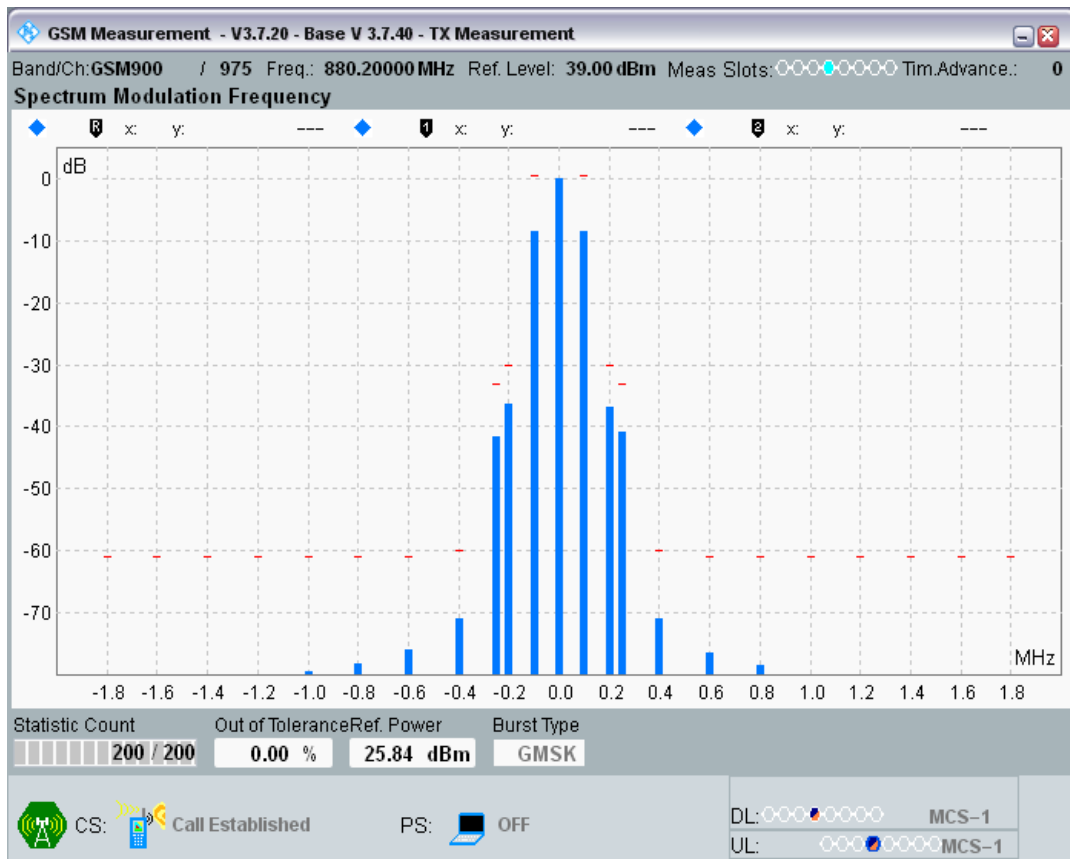 GSM Measurement - V3.7.20 - Base V 3.7.40 - TX Measurement
Band/Ch:GSM900 / 975 Freq.: 880.20000 MHz Ref. Level: 39.00 dBm Meas Slots: Tim.Advance.: 0
Spectrum Modulation Frequency
R x: y: --- 1 x: y: --- 2 x: y: ---
dB
0
-10
-20
-30
-40
-50
-60
-70
MHz
-1.8 -1.6 -1.4 -1.2 -1.0 -0.8 -0.6 -0.4 -0.2 0.0 0.2 0.4 0.6 0.8 1.0 1.2 1.4 1.6 1.8
Statistic Count Out of Tolerance Ref. Power Burst Type
200 / 200 0.00 % 25.84 dBm GMSK
CS: Call Established PS: OFF
DL: MCS-1
UL: MCS-1